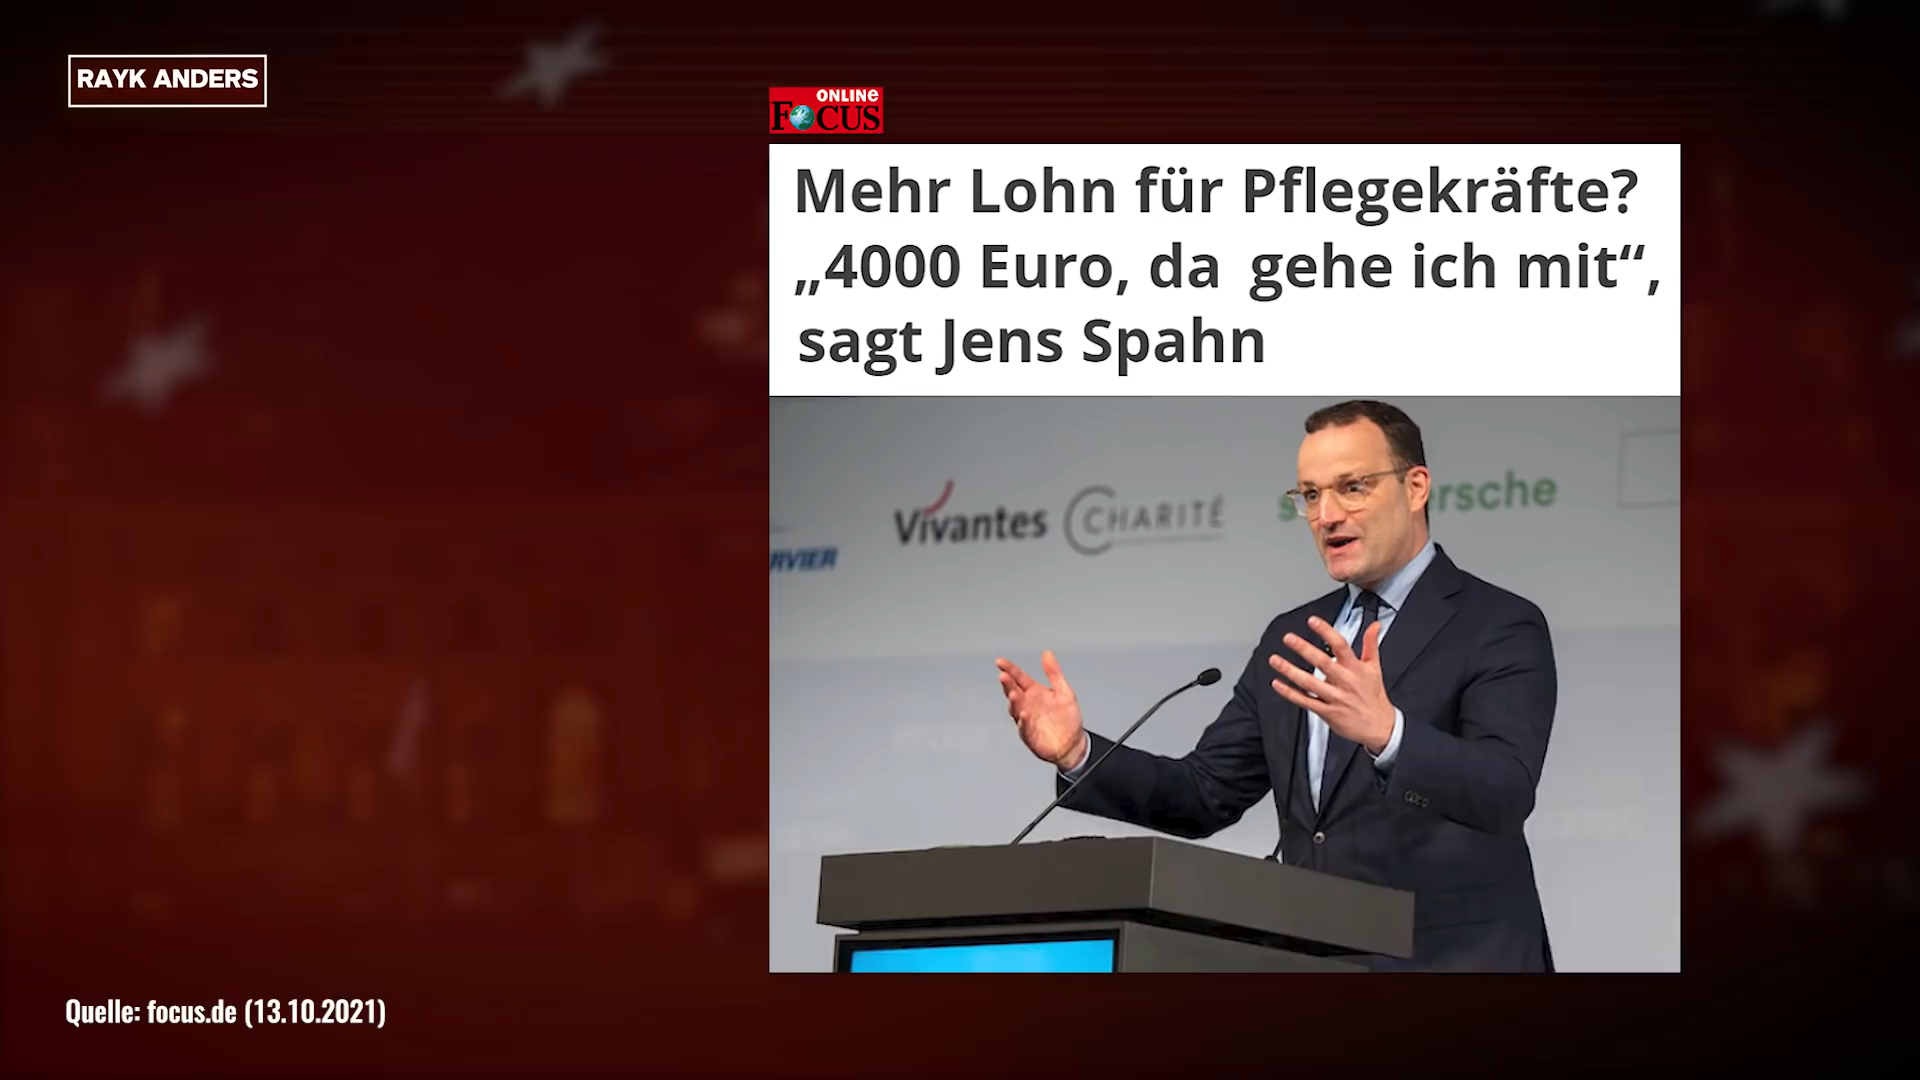 RAYK ANDERS
ONLINE
FOCUS
Mehr Lohn für Pflegekräfte?
„4000 Euro, da gehe ich mit“,
sagt Jens Spahn
Vivantes
CHARITÉ
RVIER
rsche
Quelle: focus.de (13.10.2021)